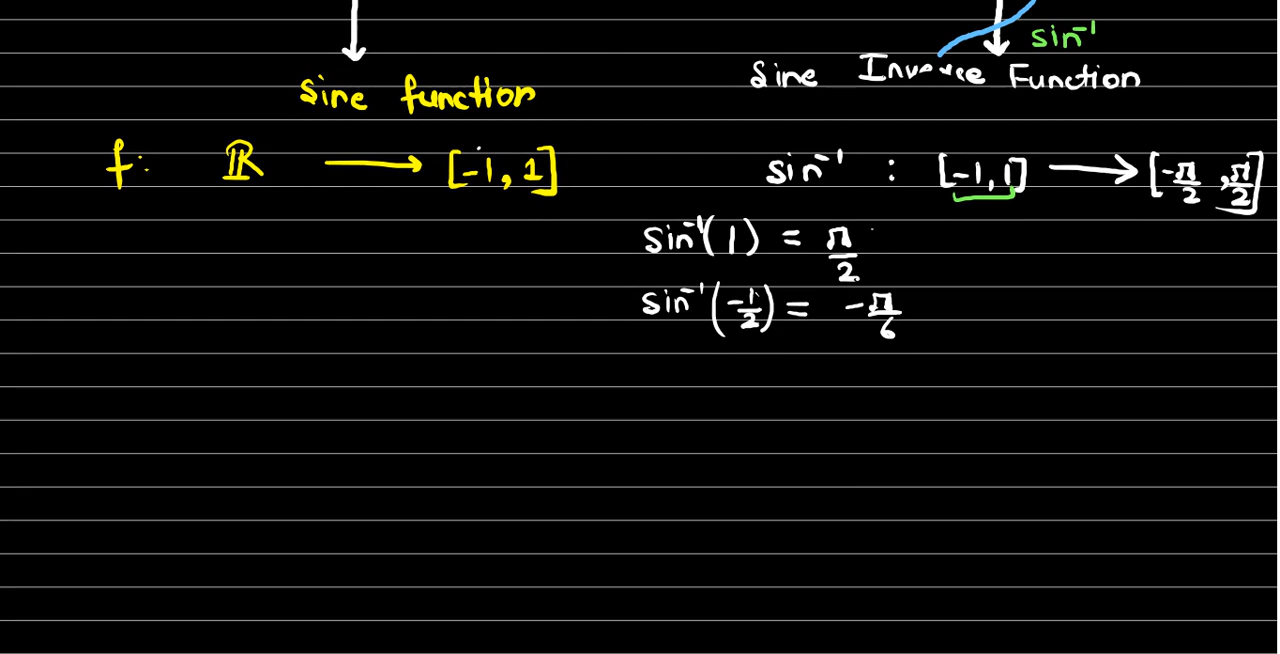 sin⁻¹
Sine function
Sine Inverse Function
f: ℝ ⟶ [-1, 1]
sin⁻¹ : [-1, 1] ⟶ [-π/2, π/2]
sin⁻¹(1) = π/2
sin⁻¹(-1/2) = -π/6